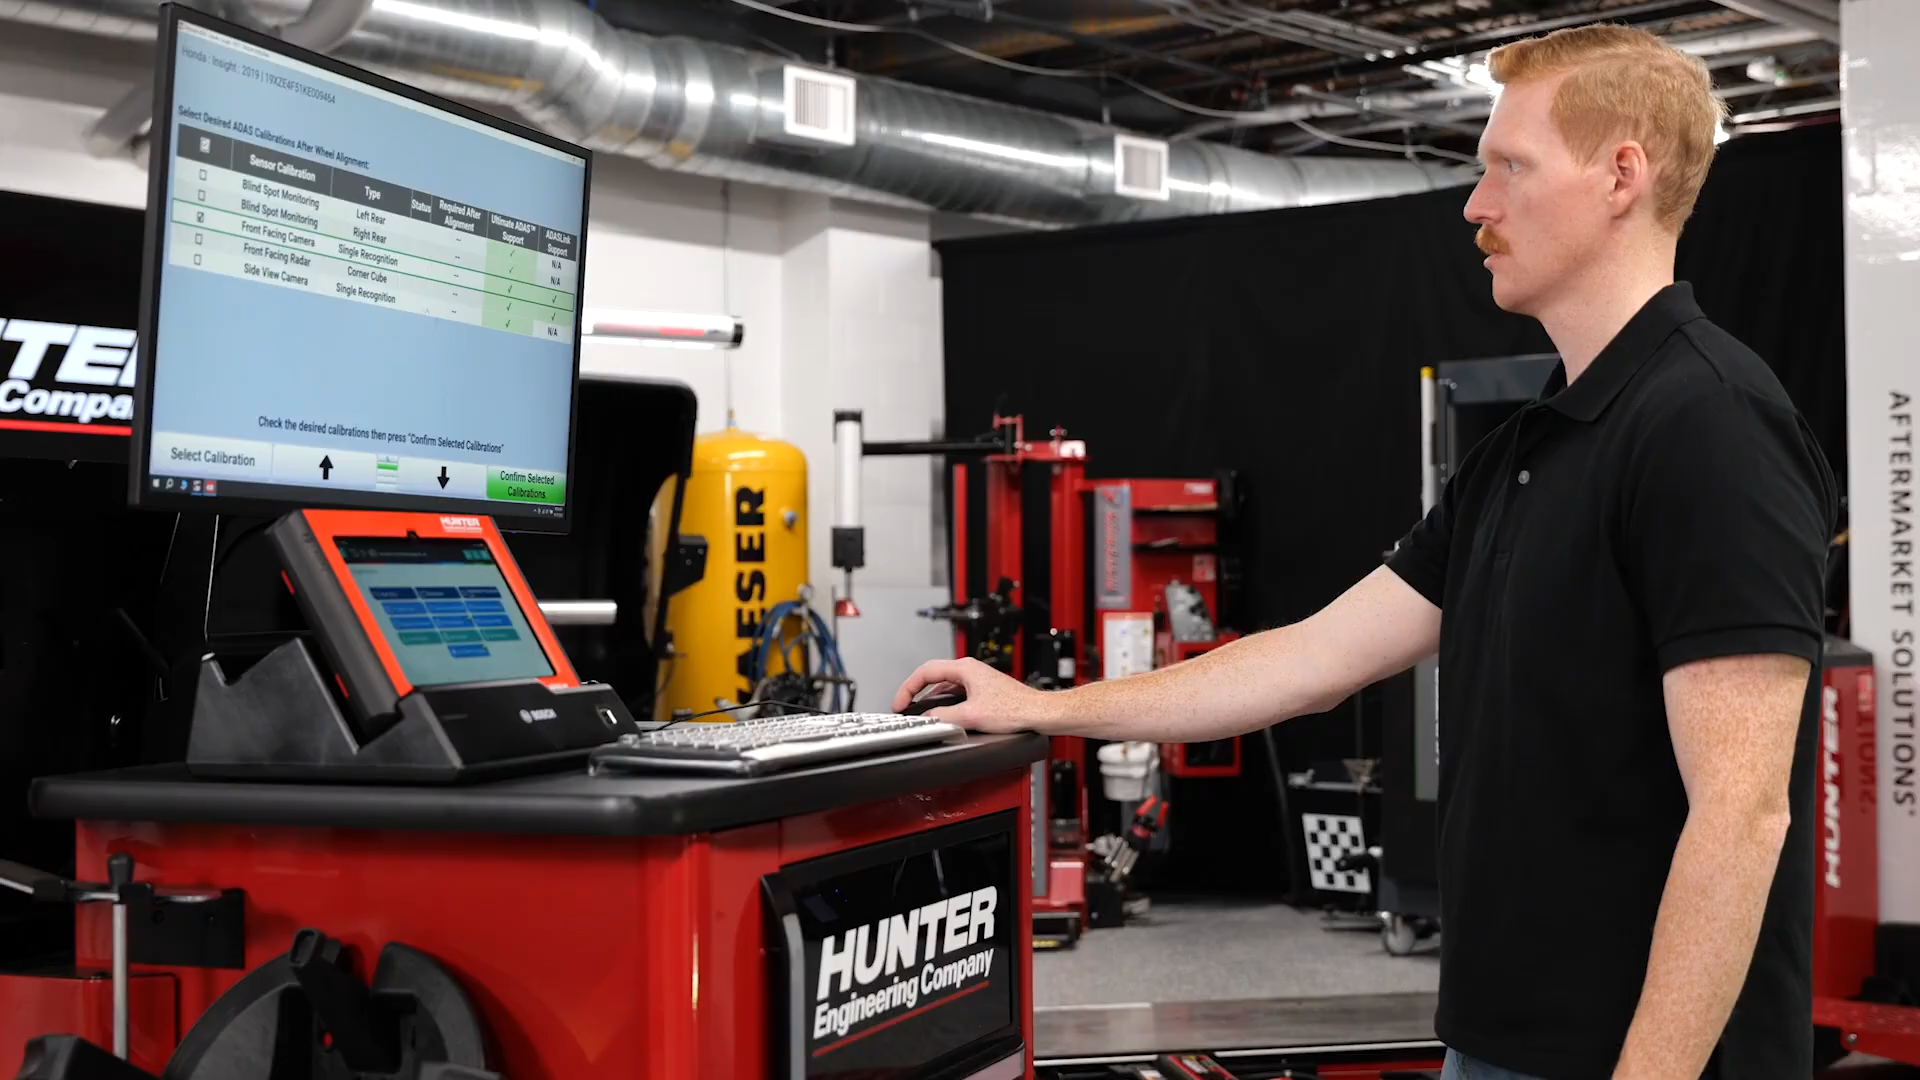 Honda : Insight : 2019 | 19XZE4F51KE009464
Select Desired ADAS Calibrations After Wheel Alignment:
Sensor Calibration Type Status Required After Alignment Ultimate ADAS™ Support ADASLink Support
Blind Spot Monitoring Left Rear -- ✓ N/A
Blind Spot Monitoring Right Rear -- ✓ N/A
Front Facing Camera Single Recognition -- ✓ ✓
Front Facing Radar Corner Cube -- ✓ ✓
Side View Camera Single Recognition -- ✓ N/A
Check the desired calibrations then press "Confirm Selected Calibrations"
Select Calibration
Confirm Selected
Calibrations
TE
Compa
HUNTER
BOSCH
AESER
HUNTER
Engineering Company
AFTERMARKET SOLUTIONS
HUNTER